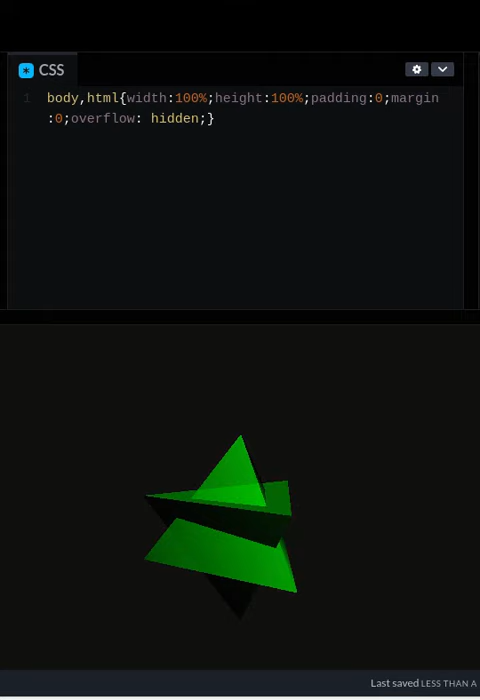 CSS
1 body,html{width:100%;height:100%;padding:0;margin
:0;overflow: hidden;}
Last saved LESS THAN A